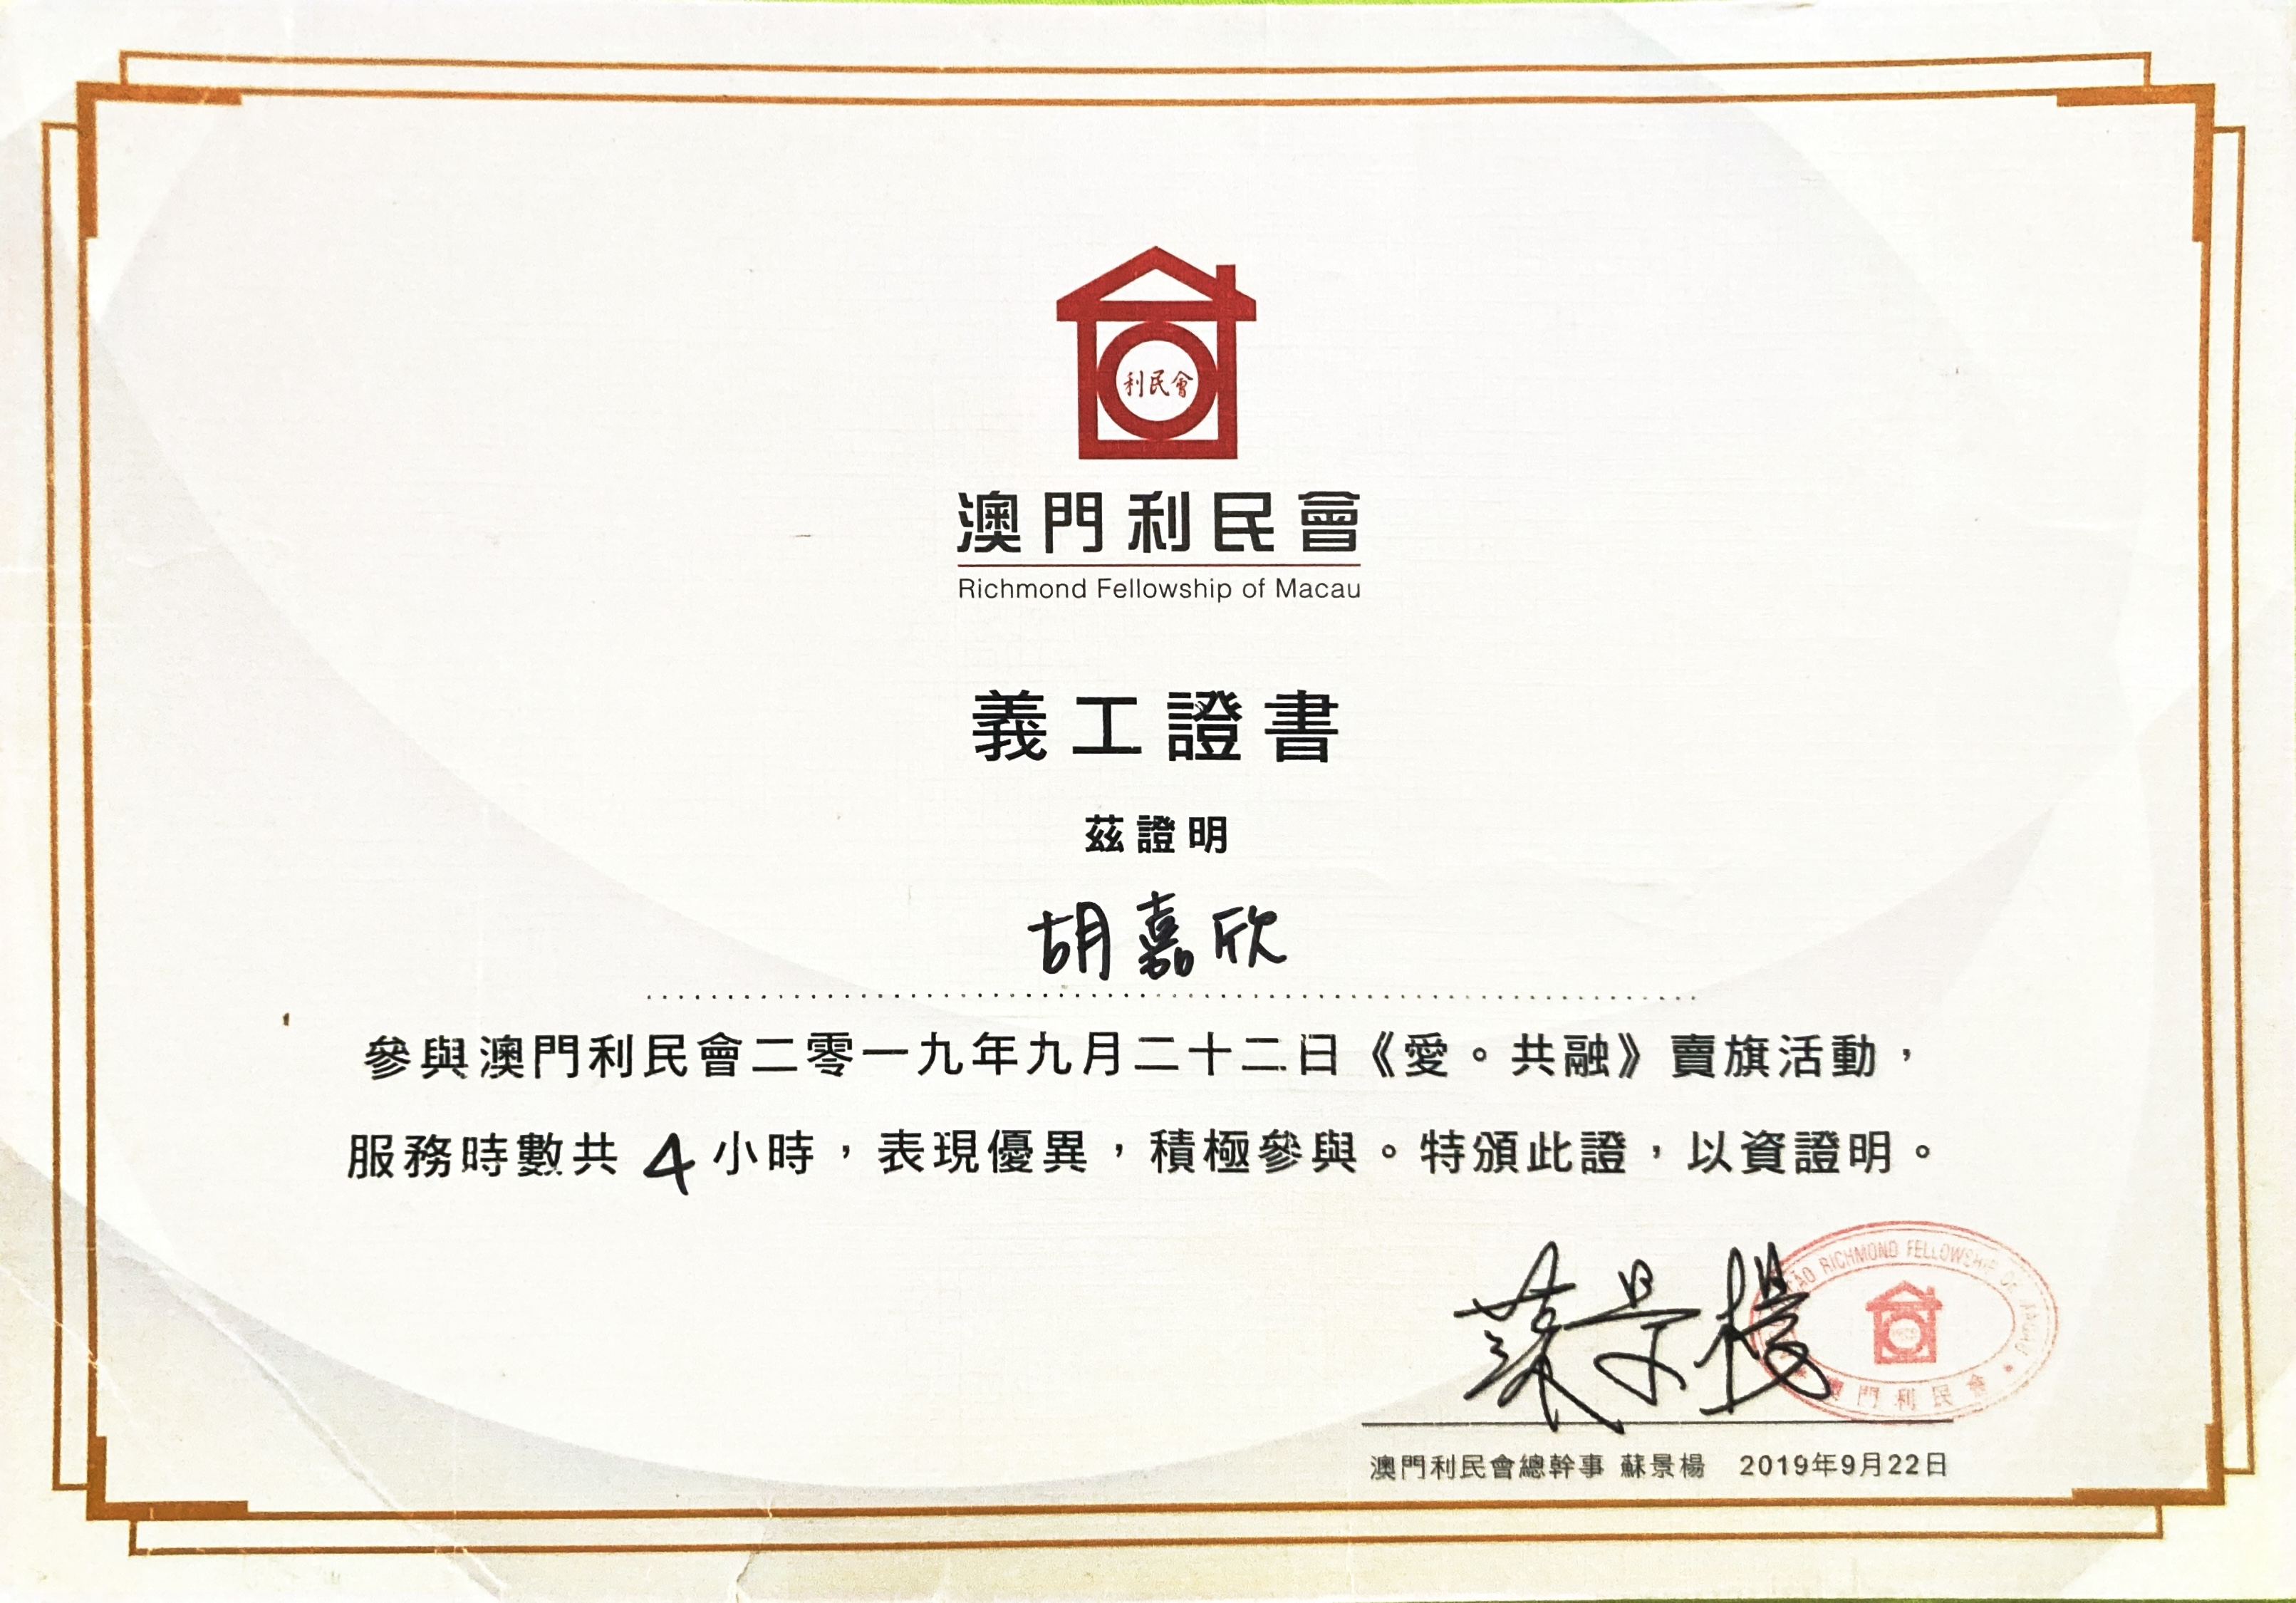 利民會
澳門利民會
Richmond Fellowship of Macau
義工證書
茲證明
胡嘉欣
參與澳門利民會二零一九年九月二十二日《愛。共融》賣旗活動，
服務時數共 4 小時，表現優異，積極參與。特頒此證，以資證明。
蘇景楊
RICHMOND FELLOWSHIP OF MACAU
澳門利民會
澳門利民會總幹事 蘇景楊 2019年9月22日